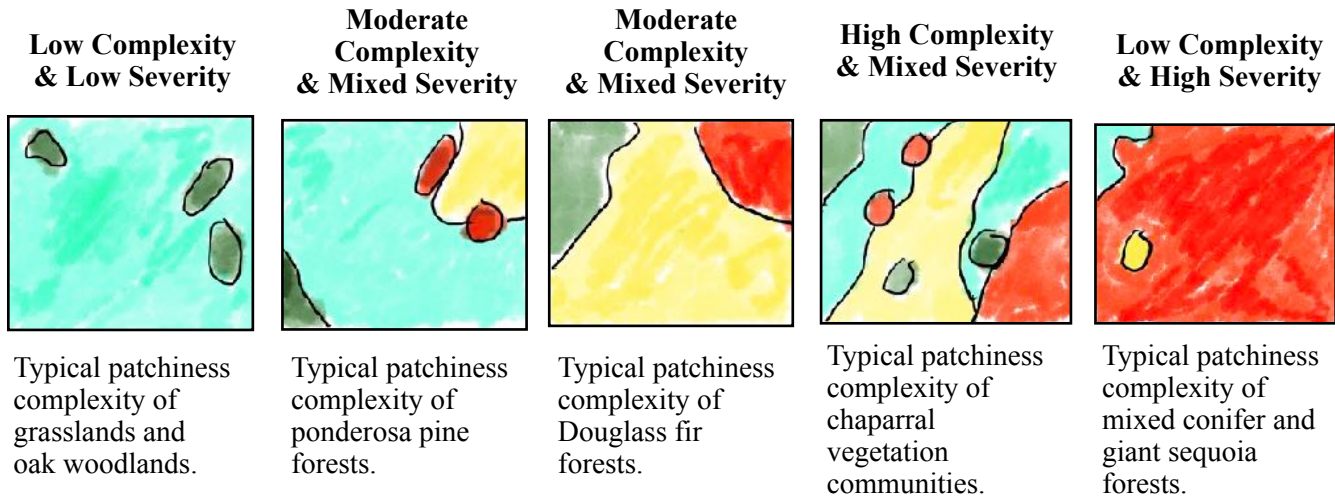 Low Complexity
& Low Severity
Moderate
Complexity
& Mixed Severity
Moderate
Complexity
& Mixed Severity
High Complexity
& Mixed Severity
Low Complexity
& High Severity
Typical patchiness
complexity of
grasslands and
oak woodlands.
Typical patchiness
complexity of
ponderosa pine
forests.
Typical patchiness
complexity of
Douglass fir
forests.
Typical patchiness
complexity of
chaparral
vegetation
communities.
Typical patchiness
complexity of
mixed conifer and
giant sequoia
forests.